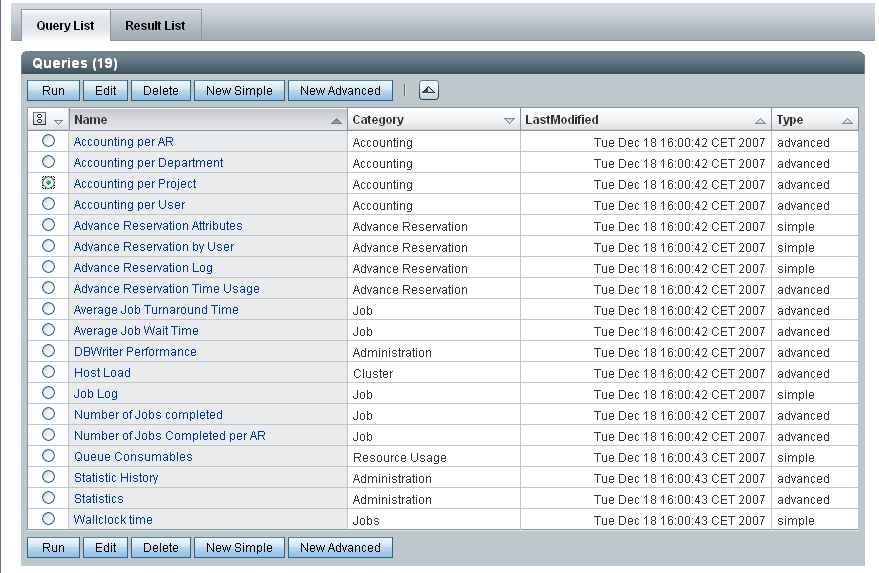 Query List Result List
Queries (19)
Run Edit Delete New Simple New Advanced
Name Category LastModified Type
Accounting per AR Accounting Tue Dec 18 16:00:42 CET 2007 advanced
Accounting per Department Accounting Tue Dec 18 16:00:42 CET 2007 advanced
Accounting per Project Accounting Tue Dec 18 16:00:42 CET 2007 advanced
Accounting per User Accounting Tue Dec 18 16:00:42 CET 2007 advanced
Advance Reservation Attributes Advance Reservation Tue Dec 18 16:00:42 CET 2007 simple
Advance Reservation by User Advance Reservation Tue Dec 18 16:00:42 CET 2007 advanced
Advance Reservation Log Advance Reservation Tue Dec 18 16:00:42 CET 2007 simple
Advance Reservation Time Usage Advance Reservation Tue Dec 18 16:00:42 CET 2007 advanced
Average Job Turnaround Time Job Tue Dec 18 16:00:42 CET 2007 advanced
Average Job Wait Time Job Tue Dec 18 16:00:42 CET 2007 advanced
DBWriter Performance Administration Tue Dec 18 16:00:42 CET 2007 advanced
Host Load Cluster Tue Dec 18 16:00:42 CET 2007 advanced
Job Log Job Tue Dec 18 16:00:42 CET 2007 simple
Number of Jobs completed Job Tue Dec 18 16:00:42 CET 2007 advanced
Number of Jobs Completed per AR Job Tue Dec 18 16:00:42 CET 2007 advanced
Queue Consumables Resource Usage Tue Dec 18 16:00:43 CET 2007 simple
Statistic History Administration Tue Dec 18 16:00:43 CET 2007 advanced
Statistics Administration Tue Dec 18 16:00:43 CET 2007 advanced
Wallclock time Jobs Tue Dec 18 16:00:43 CET 2007 simple
Run Edit Delete New Simple New Advanced